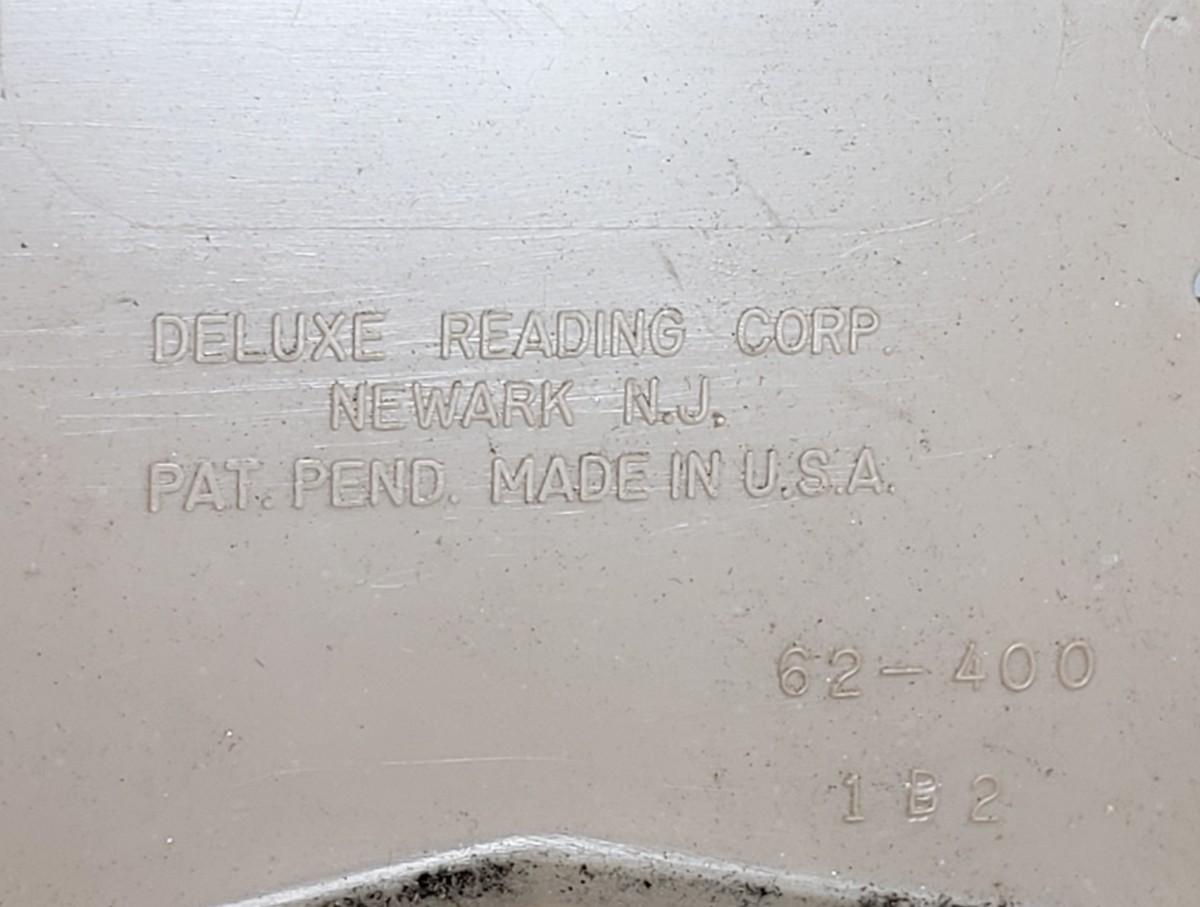 DELUXE READING CORP.
NEWARK N.J.
PAT. PEND. MADE IN U.S.A.
62-400
1 B 2